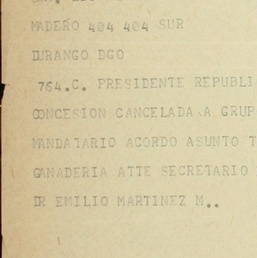 MADERO 404 404 SUR
DURANGO DGO
764.C. PRESIDENTE REPUBLI
CONCESION CANCELADA A GRUP
MANDATARIO ACORDO ASUNTO T
GANADERIA ATTE SECRETARIO
DR EMILIO MARTINEZ M..